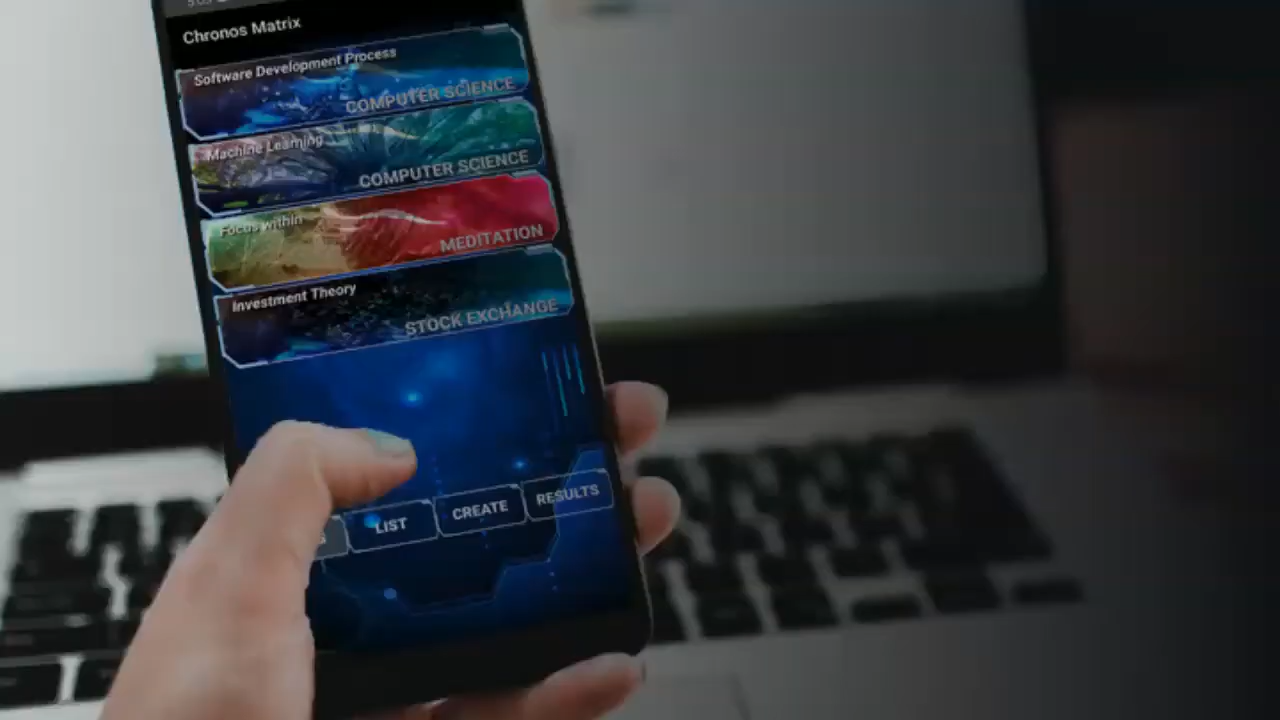 Chronos Matrix
Software Development Process
COMPUTER SCIENCE
Machine Learning
COMPUTER SCIENCE
Focus within
MEDITATION
Investment Theory
STOCK EXCHANGE
LIST
CREATE
RESULTS